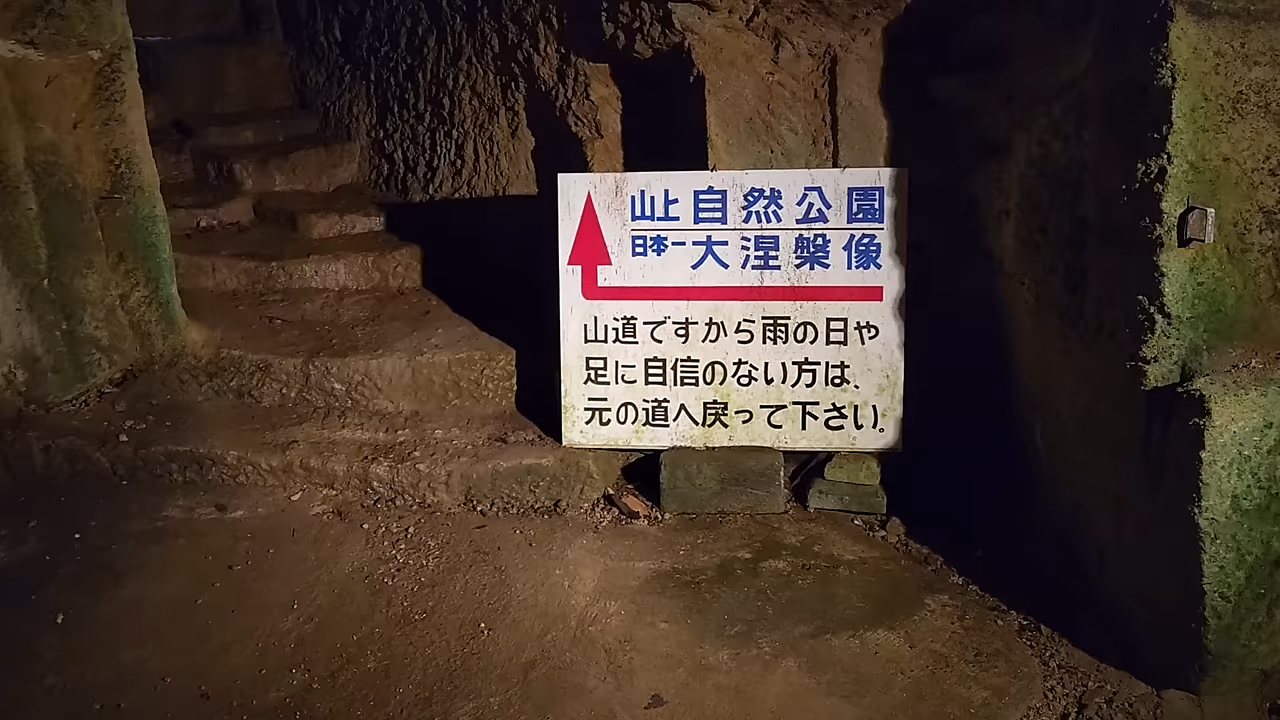 山上自然公園
日本一大涅槃像
山道ですから雨の日や
足に自信のない方は、
元の道へ戻って下さい。